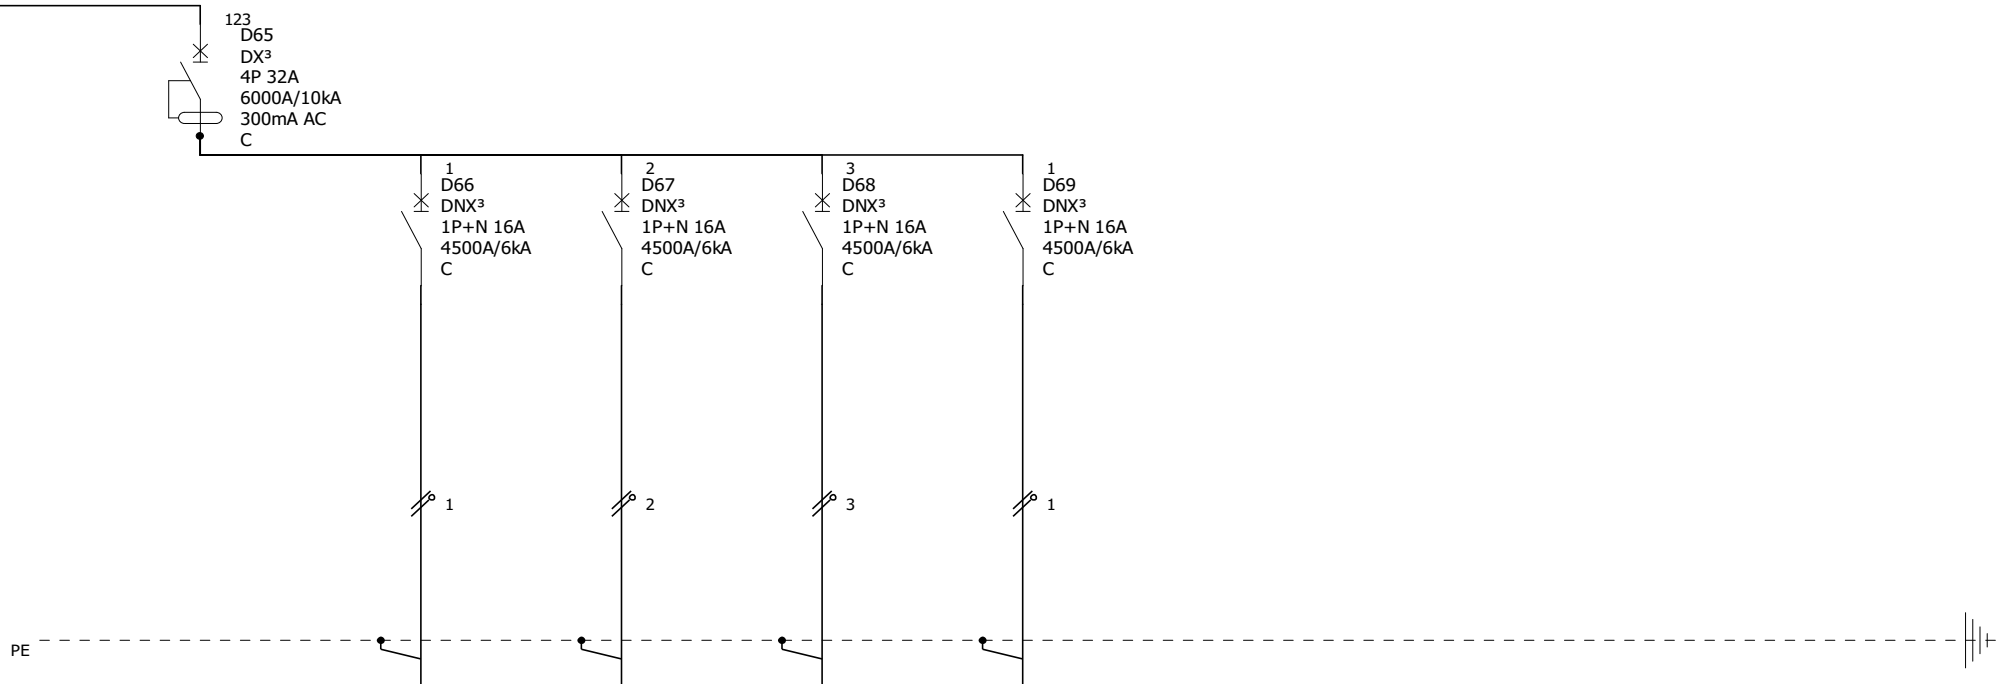 123
D65
DX³
4P 32A
6000A/10kA
300mA AC
C
1
D66
DNX³
1P+N 16A
4500A/6kA
C
2
D67
DNX³
1P+N 16A
4500A/6kA
C
3
D68
DNX³
1P+N 16A
4500A/6kA
C
1
D69
DNX³
1P+N 16A
4500A/6kA
C
1
2
3
1
PE